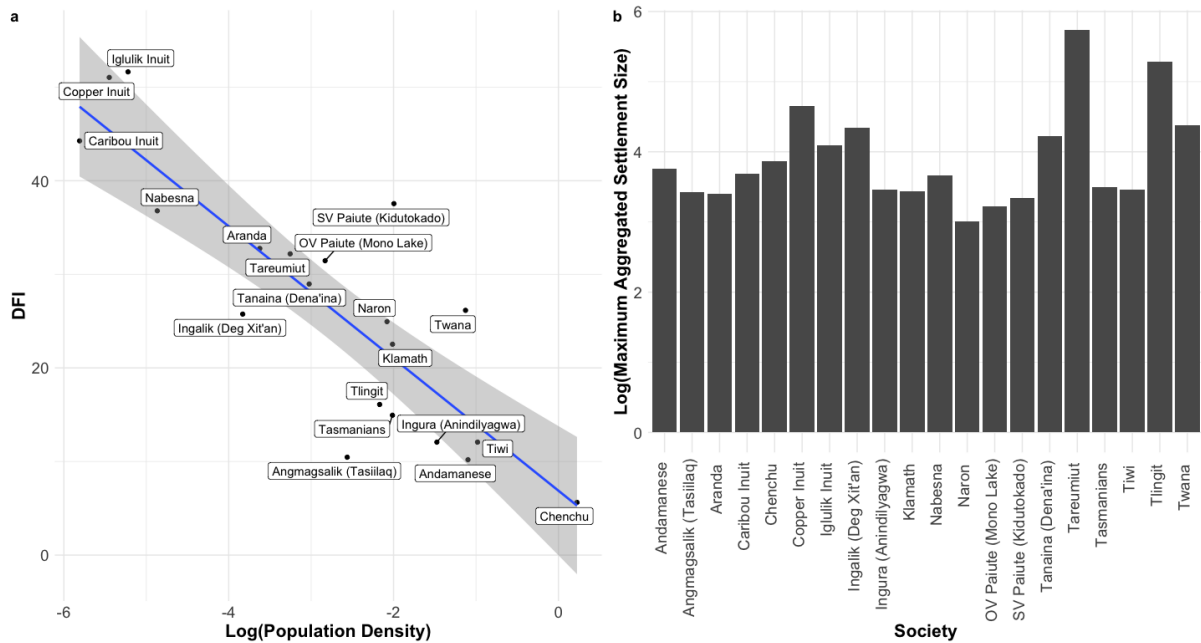 a
DFI
40
20
0
-6
-4
-2
0
Log(Population Density)
Iglulik Inuit
Copper Inuit
Caribou Inuit
Nabesna
SV Paiute (Kidutokado)
Aranda
OV Paiute (Mono Lake)
Tareumiut
Tanaina (Dena'ina)
Naron
Ingalik (Deg Xit'an)
Twana
Klamath
Tlingit
Ingura (Anindilyagwa)
Tasmanians
Tiwi
Angmagsalik (Tasiilaq)
Andamanese
Chenchu
b
Log(Maximum Aggregated Settlement Size)
6
4
2
0
Andamanese
Angmagsalik (Tasiilaq)
Aranda
Caribou Inuit
Chenchu
Copper Inuit
Iglulik Inuit
Ingalik (Deg Xit'an)
Ingura (Anindilyagwa)
Klamath
Nabesna
Naron
OV Paiute (Mono Lake)
SV Paiute (Kidutokado)
Tanaina (Dena'ina)
Tareumiut
Tasmanians
Tiwi
Tlingit
Twana
Society